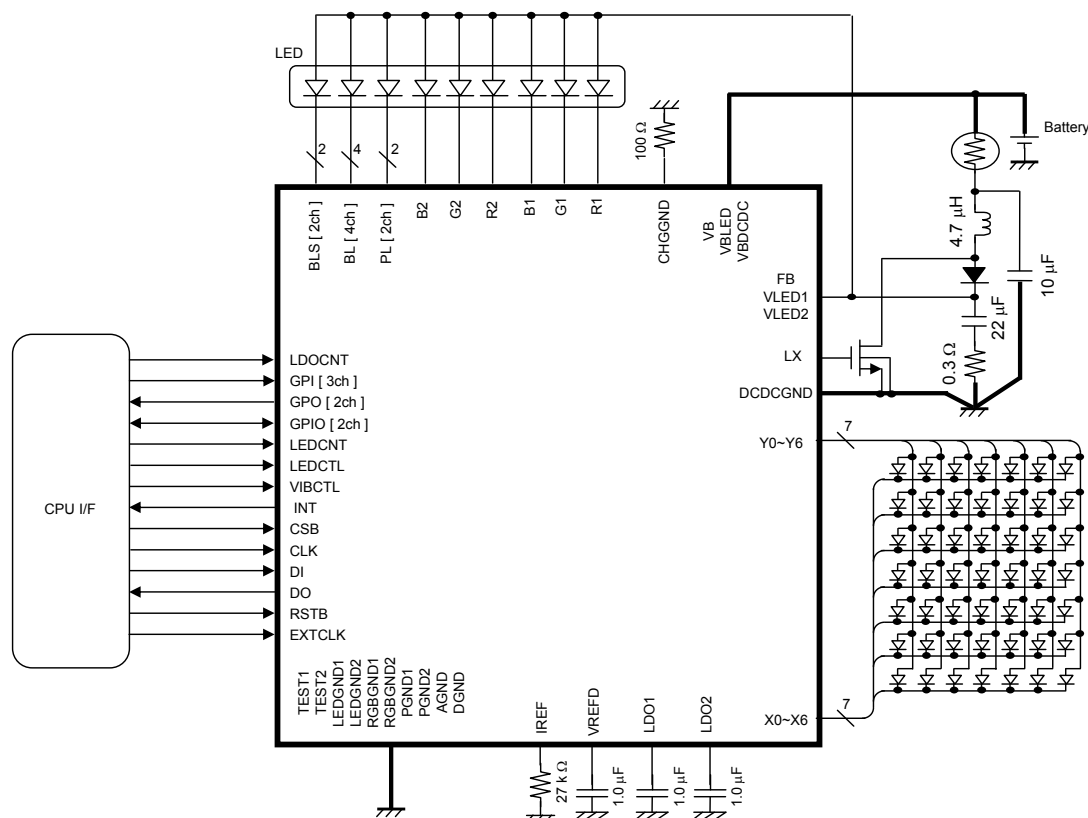 LED
2
4
2
100 Ω
Battery
BLS [ 2ch ]
BL [ 4ch ]
PL [ 2ch ]
B2
G2
R2
B1
G1
R1
CHGGND
VB
VBLED
VBDCDC
4.7 µH
10 µF
22 µF
0.3 Ω
FB
VLED1
VLED2
LX
DCDCGND
Y0~Y6
7
X0~X6
7
CPU I/F
LDOCNT
GPI [ 3ch ]
GPO [ 2ch ]
GPIO [ 2ch ]
LEDCNT
LEDCTL
VIBCTL
INT
CSB
CLK
DI
DO
RSTB
EXTCLK
TEST1
TEST2
LEDGND1
LEDGND2
RGBGND1
RGBGND2
PGND1
PGND2
AGND
DGND
IREF
VREFD
LDO1
LDO2
27 k Ω
1.0 µF
1.0 µF
1.0 µF